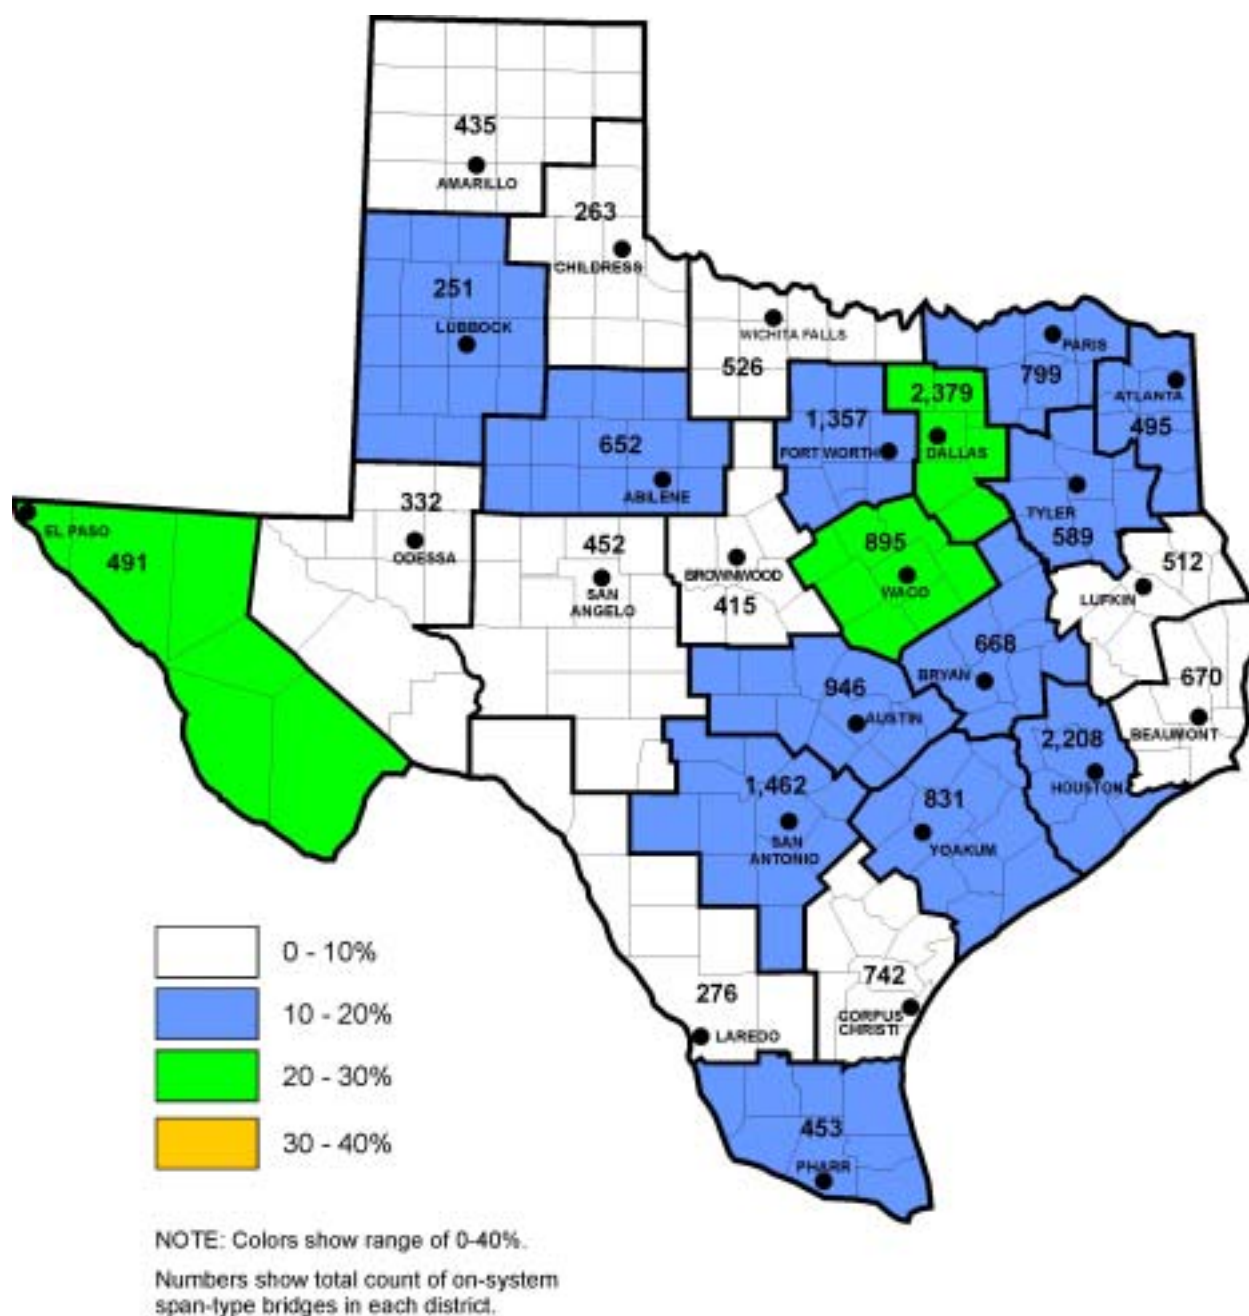 435
AMARILLO
263
CHILDRESS
251
LUBBOCK
WICHITA FALLS
526
PARIS
799
ATLANTA
495
2,379
DALLAS
1,357
FORT WORTH
652
ABILENE
TYLER
589
332
ODESSA
EL PASO
491
452
SAN
ANGELO
BROWNWOOD
415
895
WACO
512
LUFKIN
668
BRYAN
670
BEAUMONT
946
AUSTIN
2,208
HOUSTON
1,462
SAN
ANTONIO
831
YOAKUM
742
CORPUS
CHRISTI
276
LAREDO
453
PHARR
0 - 10%
10 - 20%
20 - 30%
30 - 40%
NOTE: Colors show range of 0-40%.
Numbers show total count of on-system
span-type bridges in each district.